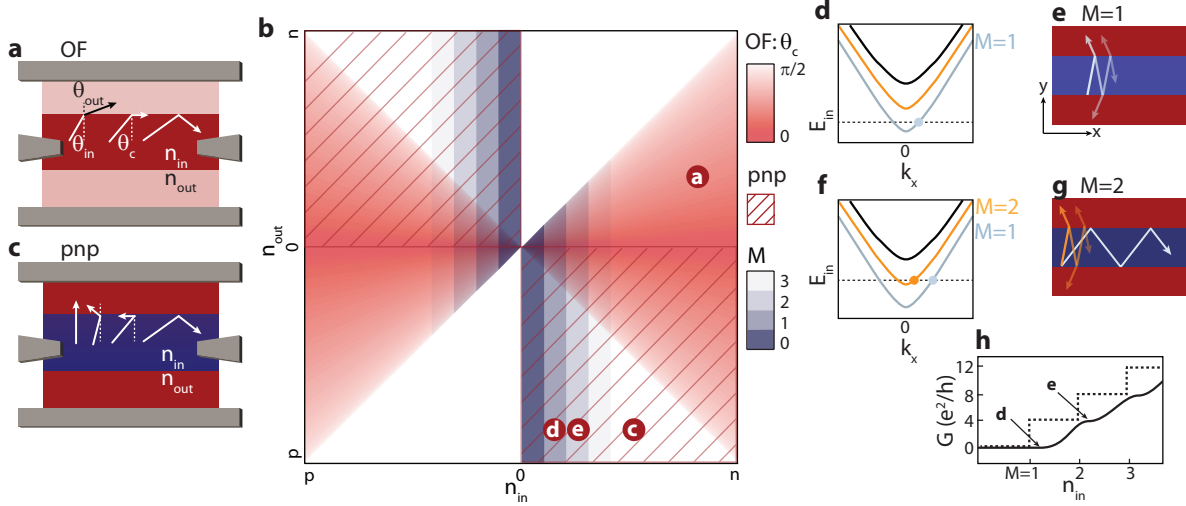 a
OF
θout
θin
θc
nin
nout
c
pnp
nin
nout
b
n
nout
0
p
p
0
n
nin
a
d
e
c
OF: θc
π/2
0
pnp
M
3
2
1
0
d
M=1
Ein
0
kx
e
M=1
y
x
f
M=2
M=1
Ein
0
kx
g
M=2
h
G (e²/h)
12
8
4
0
d
e
M=1
2
3
nin